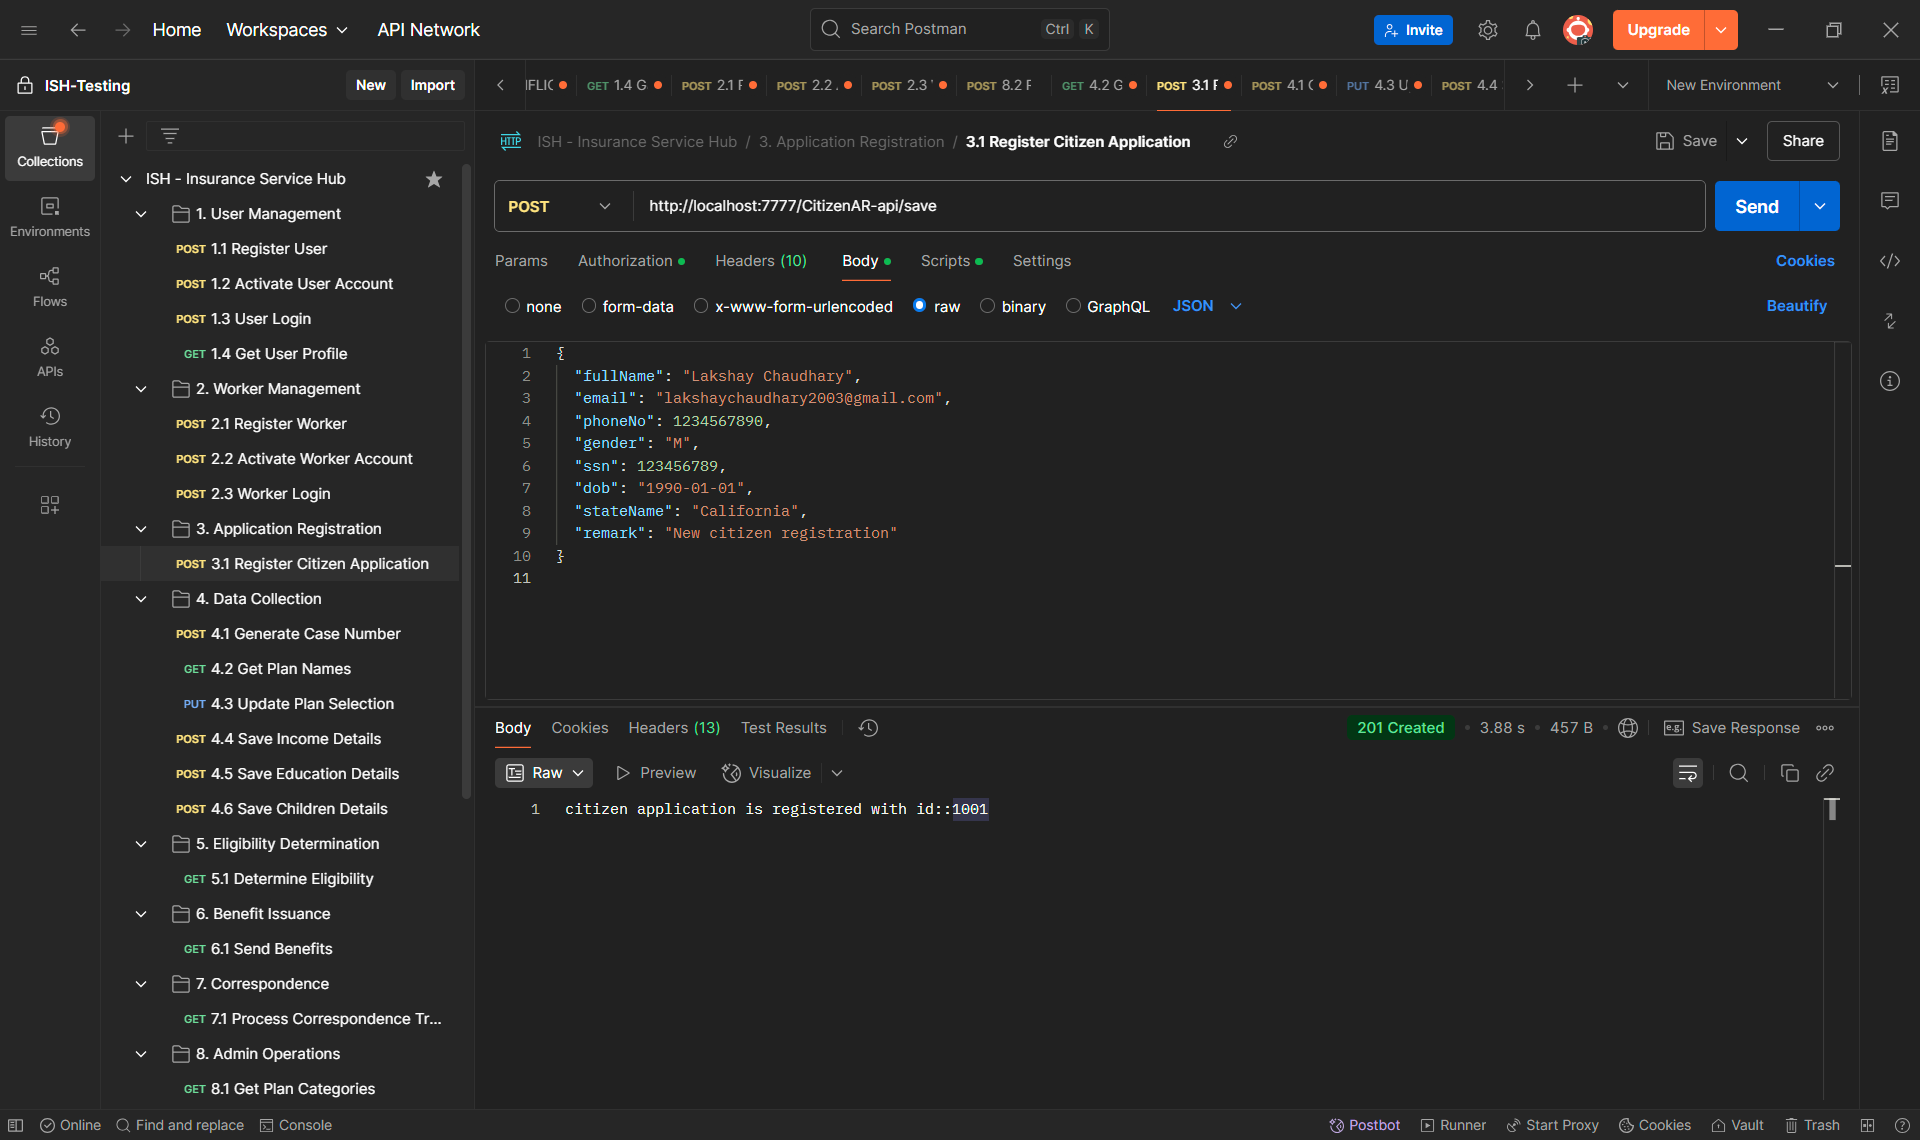 Home Workspaces API Network Search Postman Ctrl K Invite Upgrade
ISH-Testing New Import
GET 1.4 G POST 2.1 F POST 2.2 POST 2.3 POST 8.2 F GET 4.2 G POST 3.1 F POST 4.1 PUT 4.3 U POST 4.4 New Environment
Collections
Environments
Flows
APIs
History
ISH - Insurance Service Hub
1. User Management
POST 1.1 Register User
POST 1.2 Activate User Account
POST 1.3 User Login
GET 1.4 Get User Profile
2. Worker Management
POST 2.1 Register Worker
POST 2.2 Activate Worker Account
POST 2.3 Worker Login
3. Application Registration
POST 3.1 Register Citizen Application
4. Data Collection
POST 4.1 Generate Case Number
GET 4.2 Get Plan Names
PUT 4.3 Update Plan Selection
POST 4.4 Save Income Details
POST 4.5 Save Education Details
POST 4.6 Save Children Details
5. Eligibility Determination
GET 5.1 Determine Eligibility
6. Benefit Issuance
GET 6.1 Send Benefits
7. Correspondence
GET 7.1 Process Correspondence Tr...
8. Admin Operations
GET 8.1 Get Plan Categories
HTTP ISH - Insurance Service Hub / 3. Application Registration / 3.1 Register Citizen Application Save Share
POST http://localhost:7777/CitizenAR-api/save Send
Params Authorization Headers (10) Body Scripts Settings Cookies
none form-data x-www-form-urlencoded raw binary GraphQL JSON Beautify
1 {
2 "fullName": "Lakshay Chaudhary",
3 "email": "lakshaychaudhary2003@gmail.com",
4 "phoneNo": 1234567890,
5 "gender": "M",
6 "ssn": 123456789,
7 "dob": "1990-01-01",
8 "stateName": "California",
9 "remark": "New citizen registration"
10 }
11
Body Cookies Headers (13) Test Results 201 Created • 3.88 s • 457 B • e.g. Save Response
Raw Preview Visualize
1 citizen application is registered with id::1001
Online Find and replace Console Postbot Runner Start Proxy Cookies Vault Trash